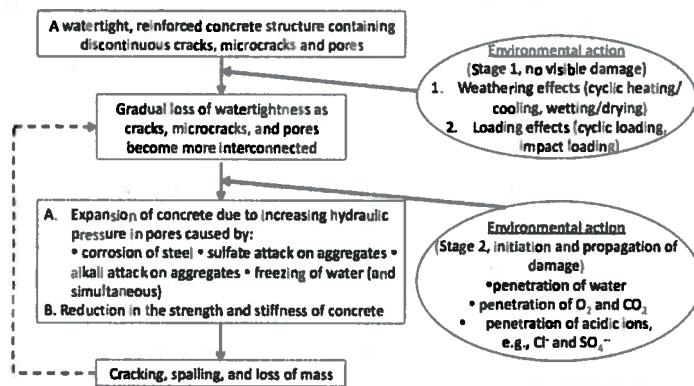 A watertight, reinforced concrete structure containing
discontinuous cracks, microcracks and pores
Environmental action
(Stage 1, no visible damage)
1. Weathering effects (cyclic heating/
cooling, wetting/drying)
2. Loading effects (cyclic loading,
impact loading)
Gradual loss of watertightness as
cracks, microcracks, and pores
become more interconnected
A. Expansion of concrete due to increasing hydraulic
pressure in pores caused by:
• corrosion of steel • sulfate attack on aggregates •
alkali attack on aggregates • freezing of water (and
simultaneous)
B. Reduction in the strength and stiffness of concrete
Environmental action
(Stage 2, initiation and propagation of
damage)
•penetration of water
• penetration of O₂ and CO₂
• penetration of acidic ions,
e.g., Cl⁻ and SO₄⁻⁻
Cracking, spalling, and loss of mass